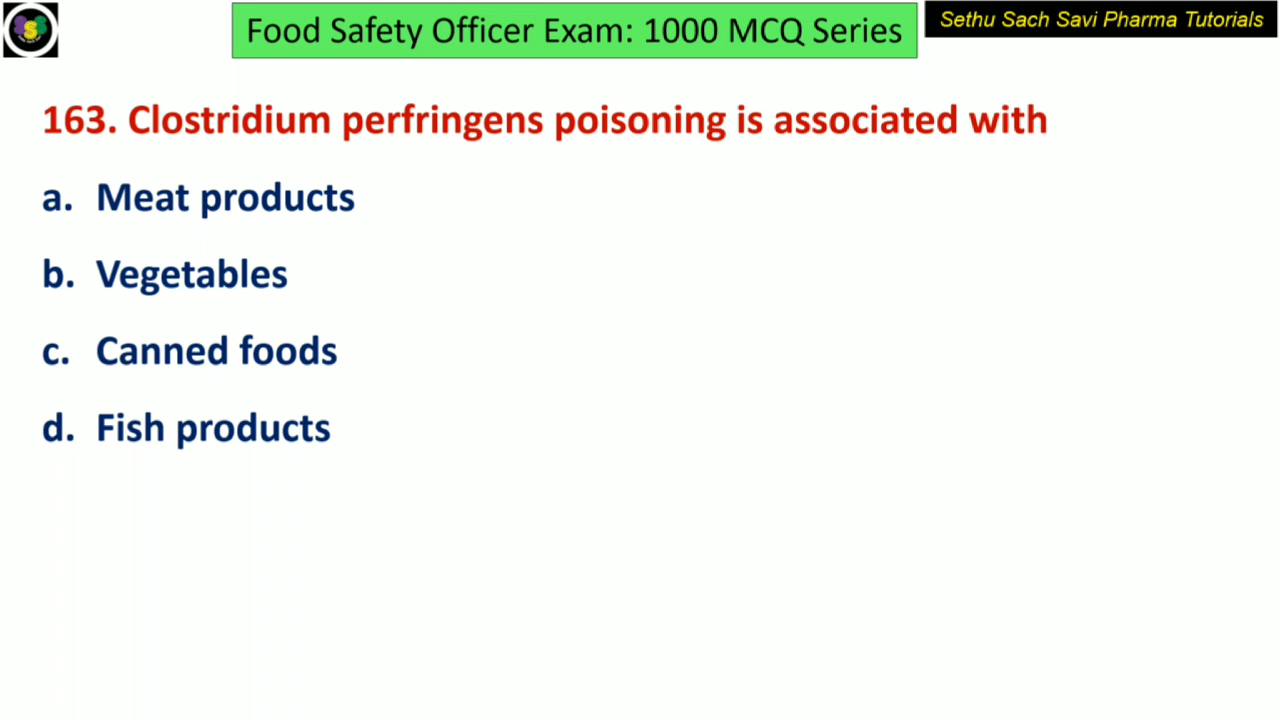 Food Safety Officer Exam: 1000 MCQ Series
Sethu Sach Savi Pharma Tutorials
163. Clostridium perfringens poisoning is associated with
a. Meat products
b. Vegetables
c. Canned foods
d. Fish products